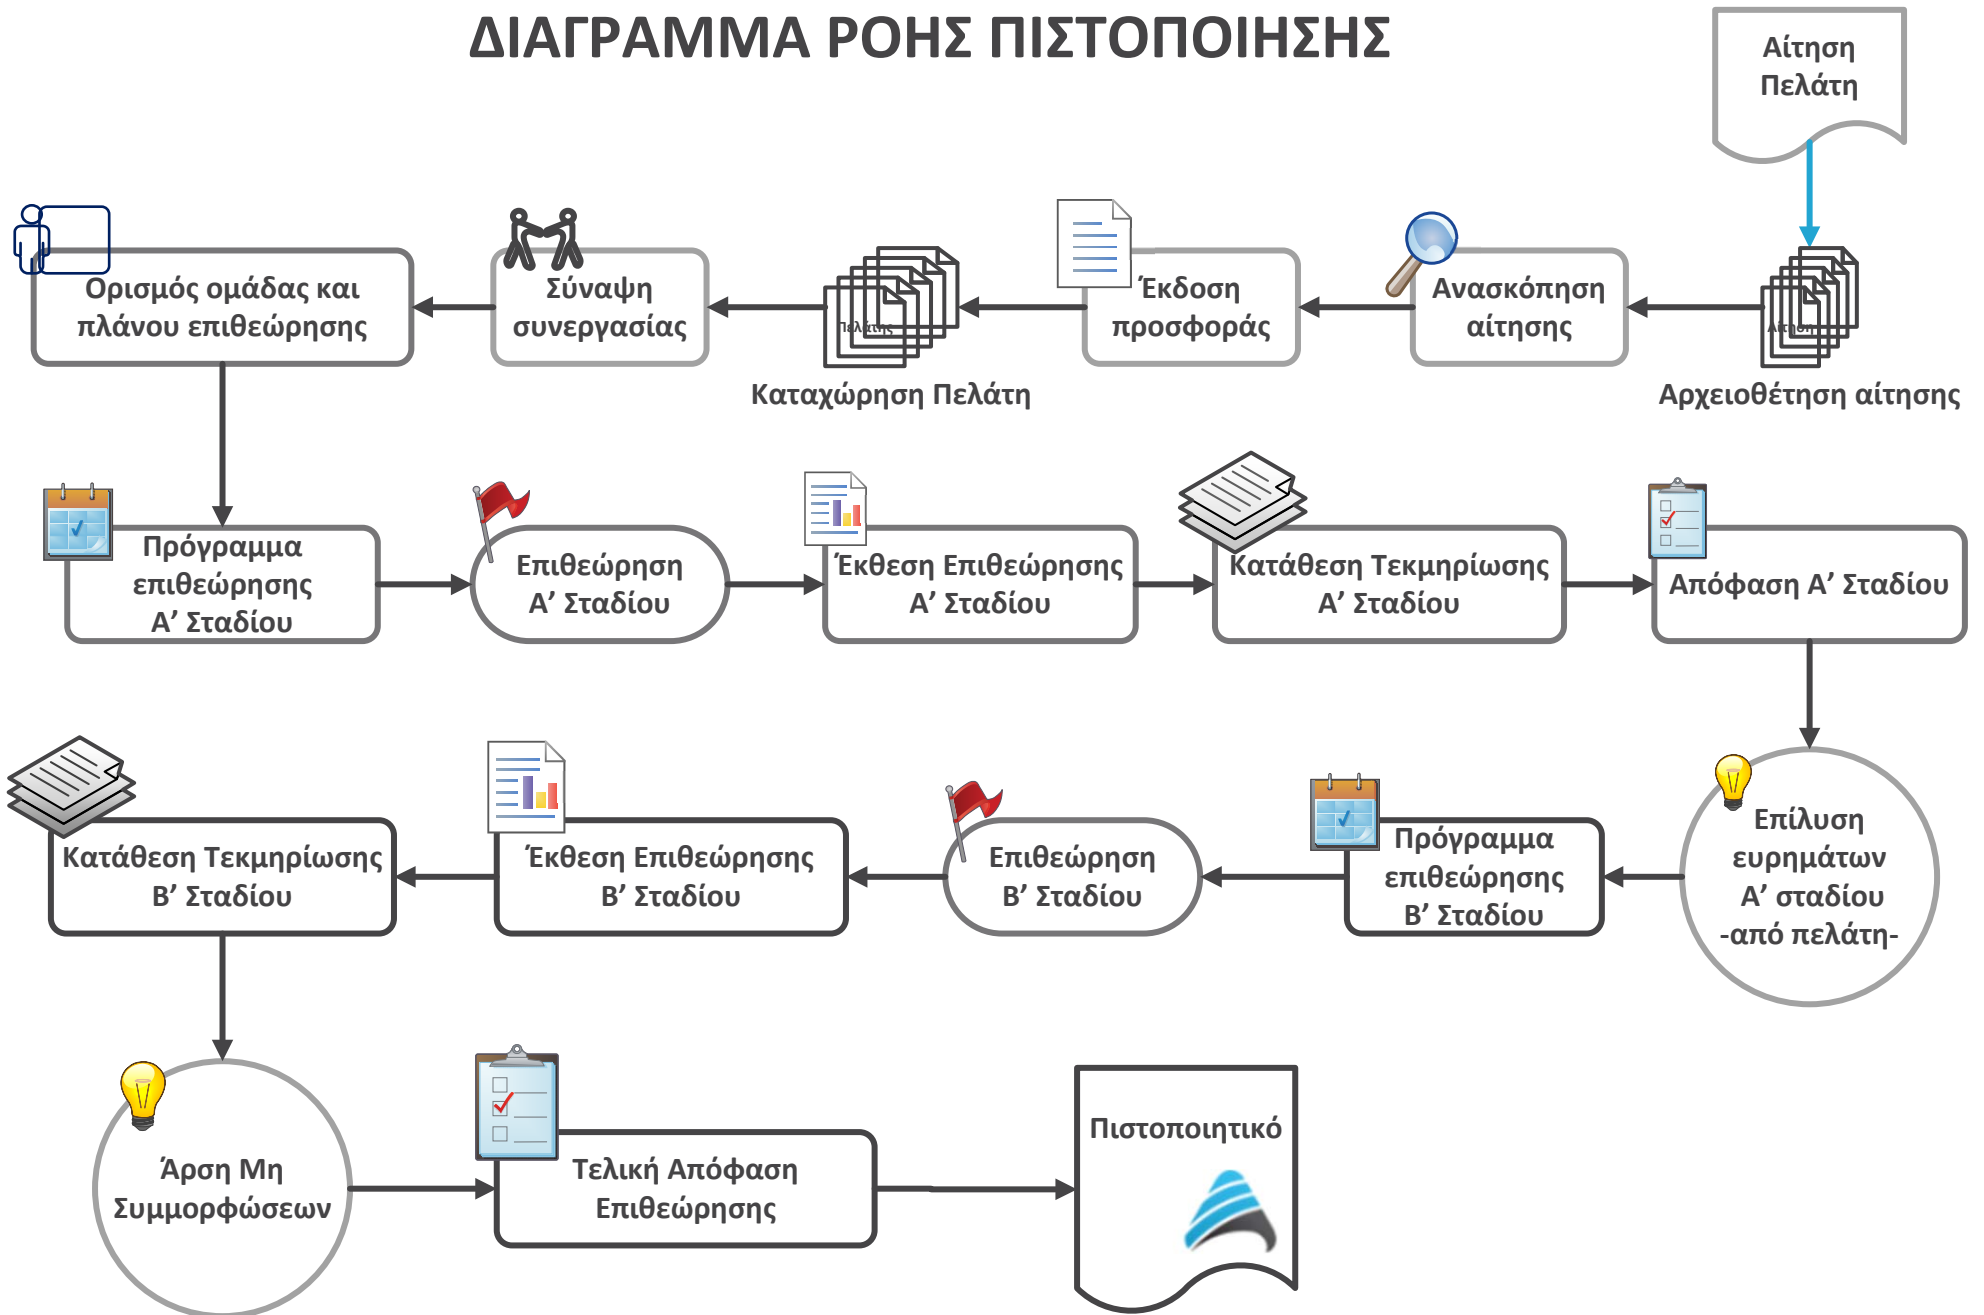 ΔΙΑΓΡΑΜΜΑ ΡΟΗΣ ΠΙΣΤΟΠΟΙΗΣΗΣ
Αίτηση
Πελάτη
Αίτηση
Αρχειοθέτηση αίτησης
Ανασκόπηση
αίτησης
Έκδοση
προσφοράς
Πελάτης
Καταχώρηση Πελάτη
Σύναψη
συνεργασίας
Ορισμός ομάδας και
πλάνου επιθεώρησης
Πρόγραμμα
επιθεώρησης
Α’ Σταδίου
Επιθεώρηση
Α’ Σταδίου
Έκθεση Επιθεώρησης
Α’ Σταδίου
Κατάθεση Τεκμηρίωσης
Α’ Σταδίου
Απόφαση Α’ Σταδίου
Επίλυση
ευρημάτων
Α’ σταδίου
-από πελάτη-
Πρόγραμμα
επιθεώρησης
Β’ Σταδίου
Επιθεώρηση
Β’ Σταδίου
Έκθεση Επιθεώρησης
Β’ Σταδίου
Κατάθεση Τεκμηρίωσης
Β’ Σταδίου
Άρση Μη
Συμμορφώσεων
Τελική Απόφαση
Επιθεώρησης
Πιστοποιητικό